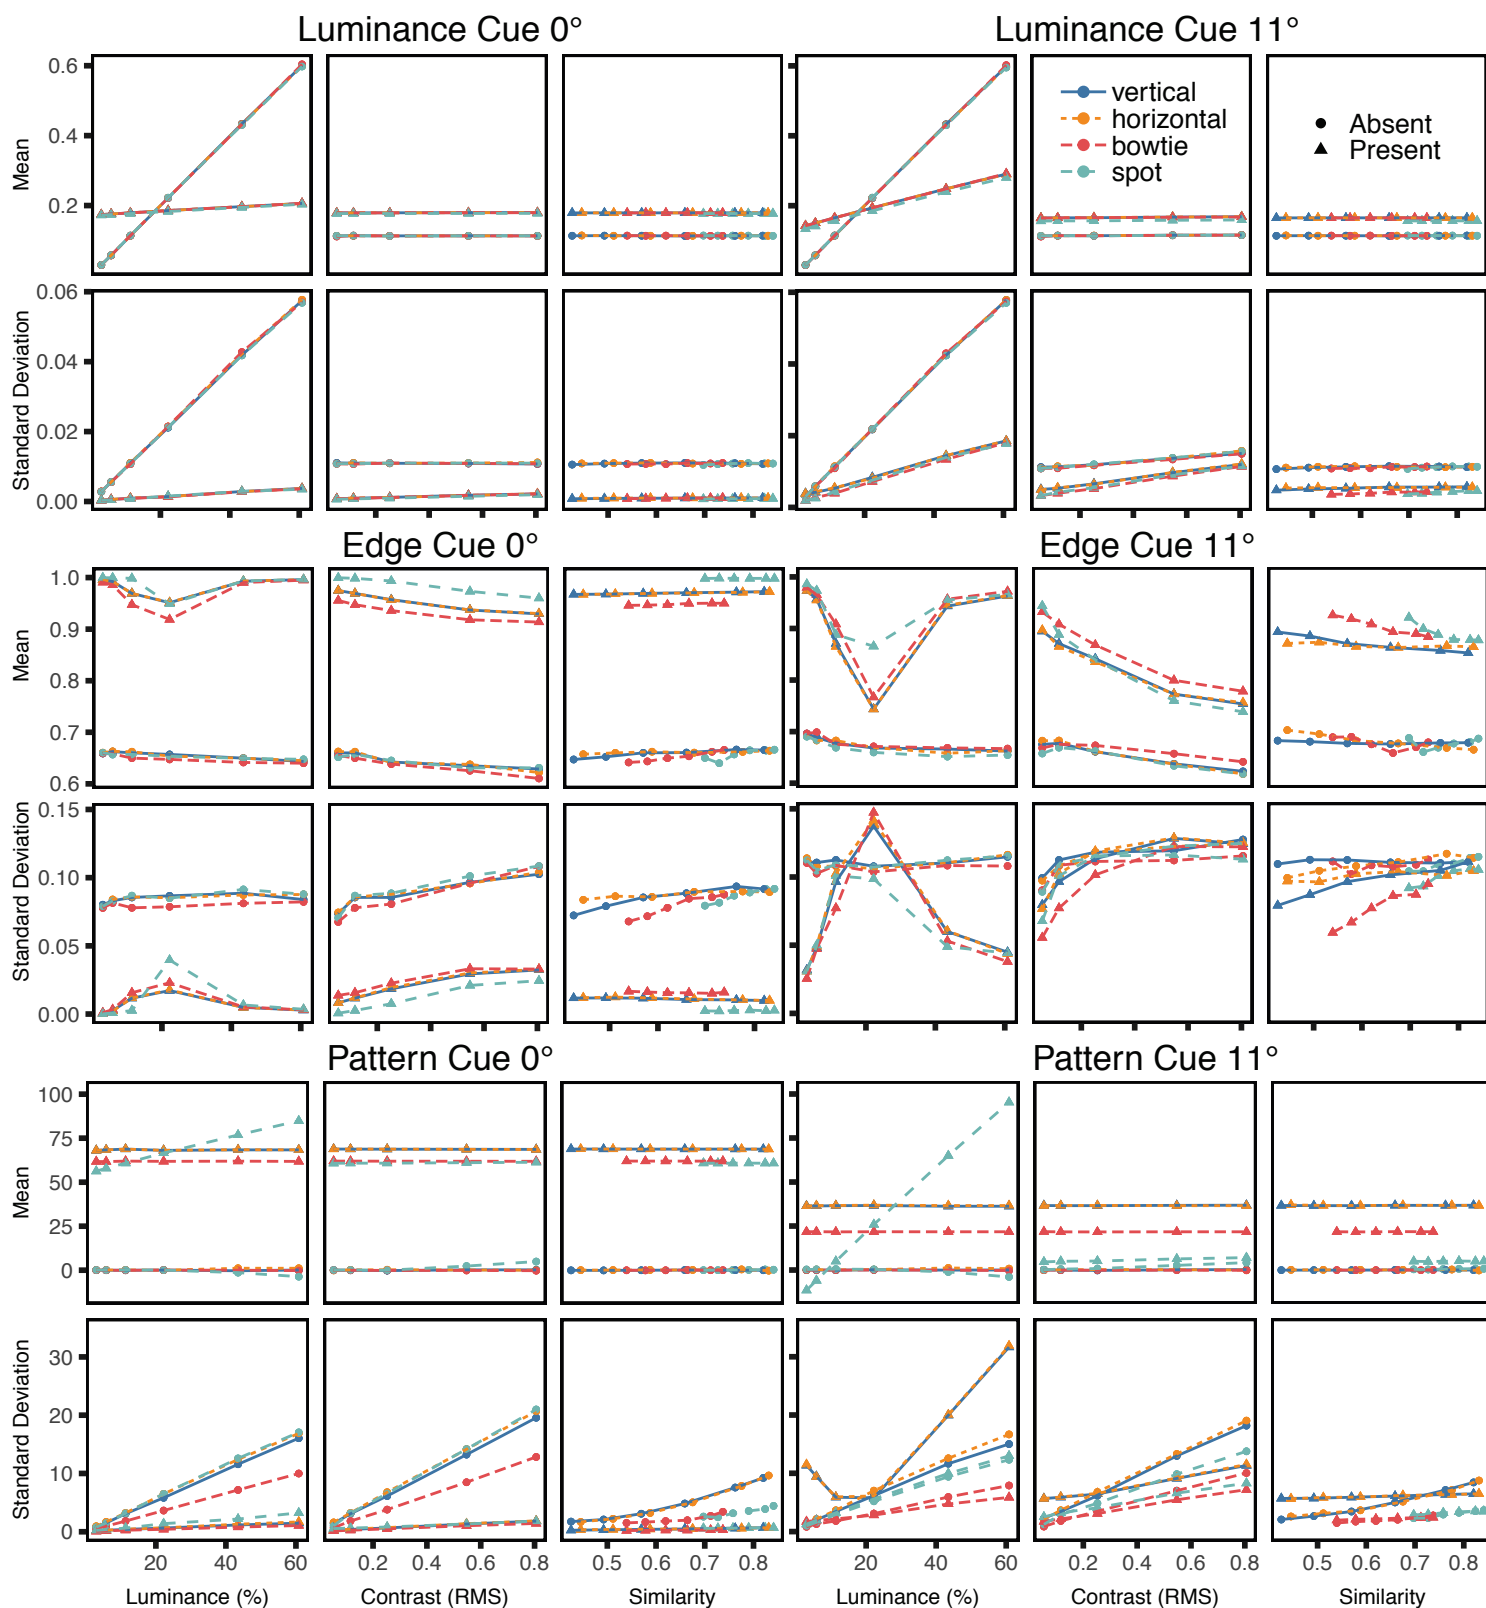 Luminance Cue 0° Luminance Cue 11°
Mean
0.6
0.4
0.2
vertical
horizontal
bowtie
spot
Absent
Present
Standard Deviation
0.06
0.04
0.02
0.00
Edge Cue 0° Edge Cue 11°
Mean
1.0
0.9
0.8
0.7
0.6
Standard Deviation
0.15
0.10
0.05
0.00
Pattern Cue 0° Pattern Cue 11°
Mean
100
75
50
25
0
Standard Deviation
30
20
10
0
20 40 60 0.2 0.4 0.6 0.8 0.5 0.6 0.7 0.8 20 40 60 0.2 0.4 0.6 0.8 0.5 0.6 0.7 0.8
Luminance (%) Contrast (RMS) Similarity Luminance (%) Contrast (RMS) Similarity